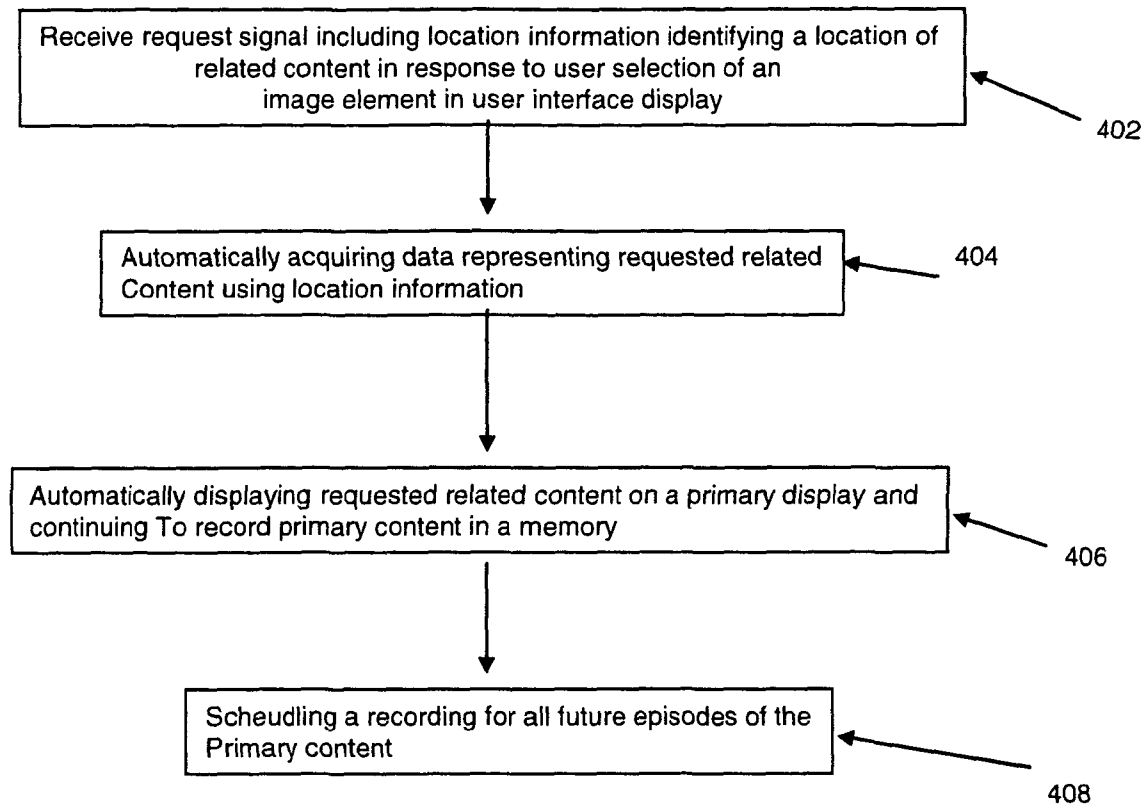 Receive request signal including location information identifying a location of
related content in response to user selection of an
image element in user interface display
402
Automatically acquiring data representing requested related
Content using location information
404
Automatically displaying requested related content on a primary display and
continuing To record primary content in a memory
406
Scheudling a recording for all future episodes of the
Primary content
408